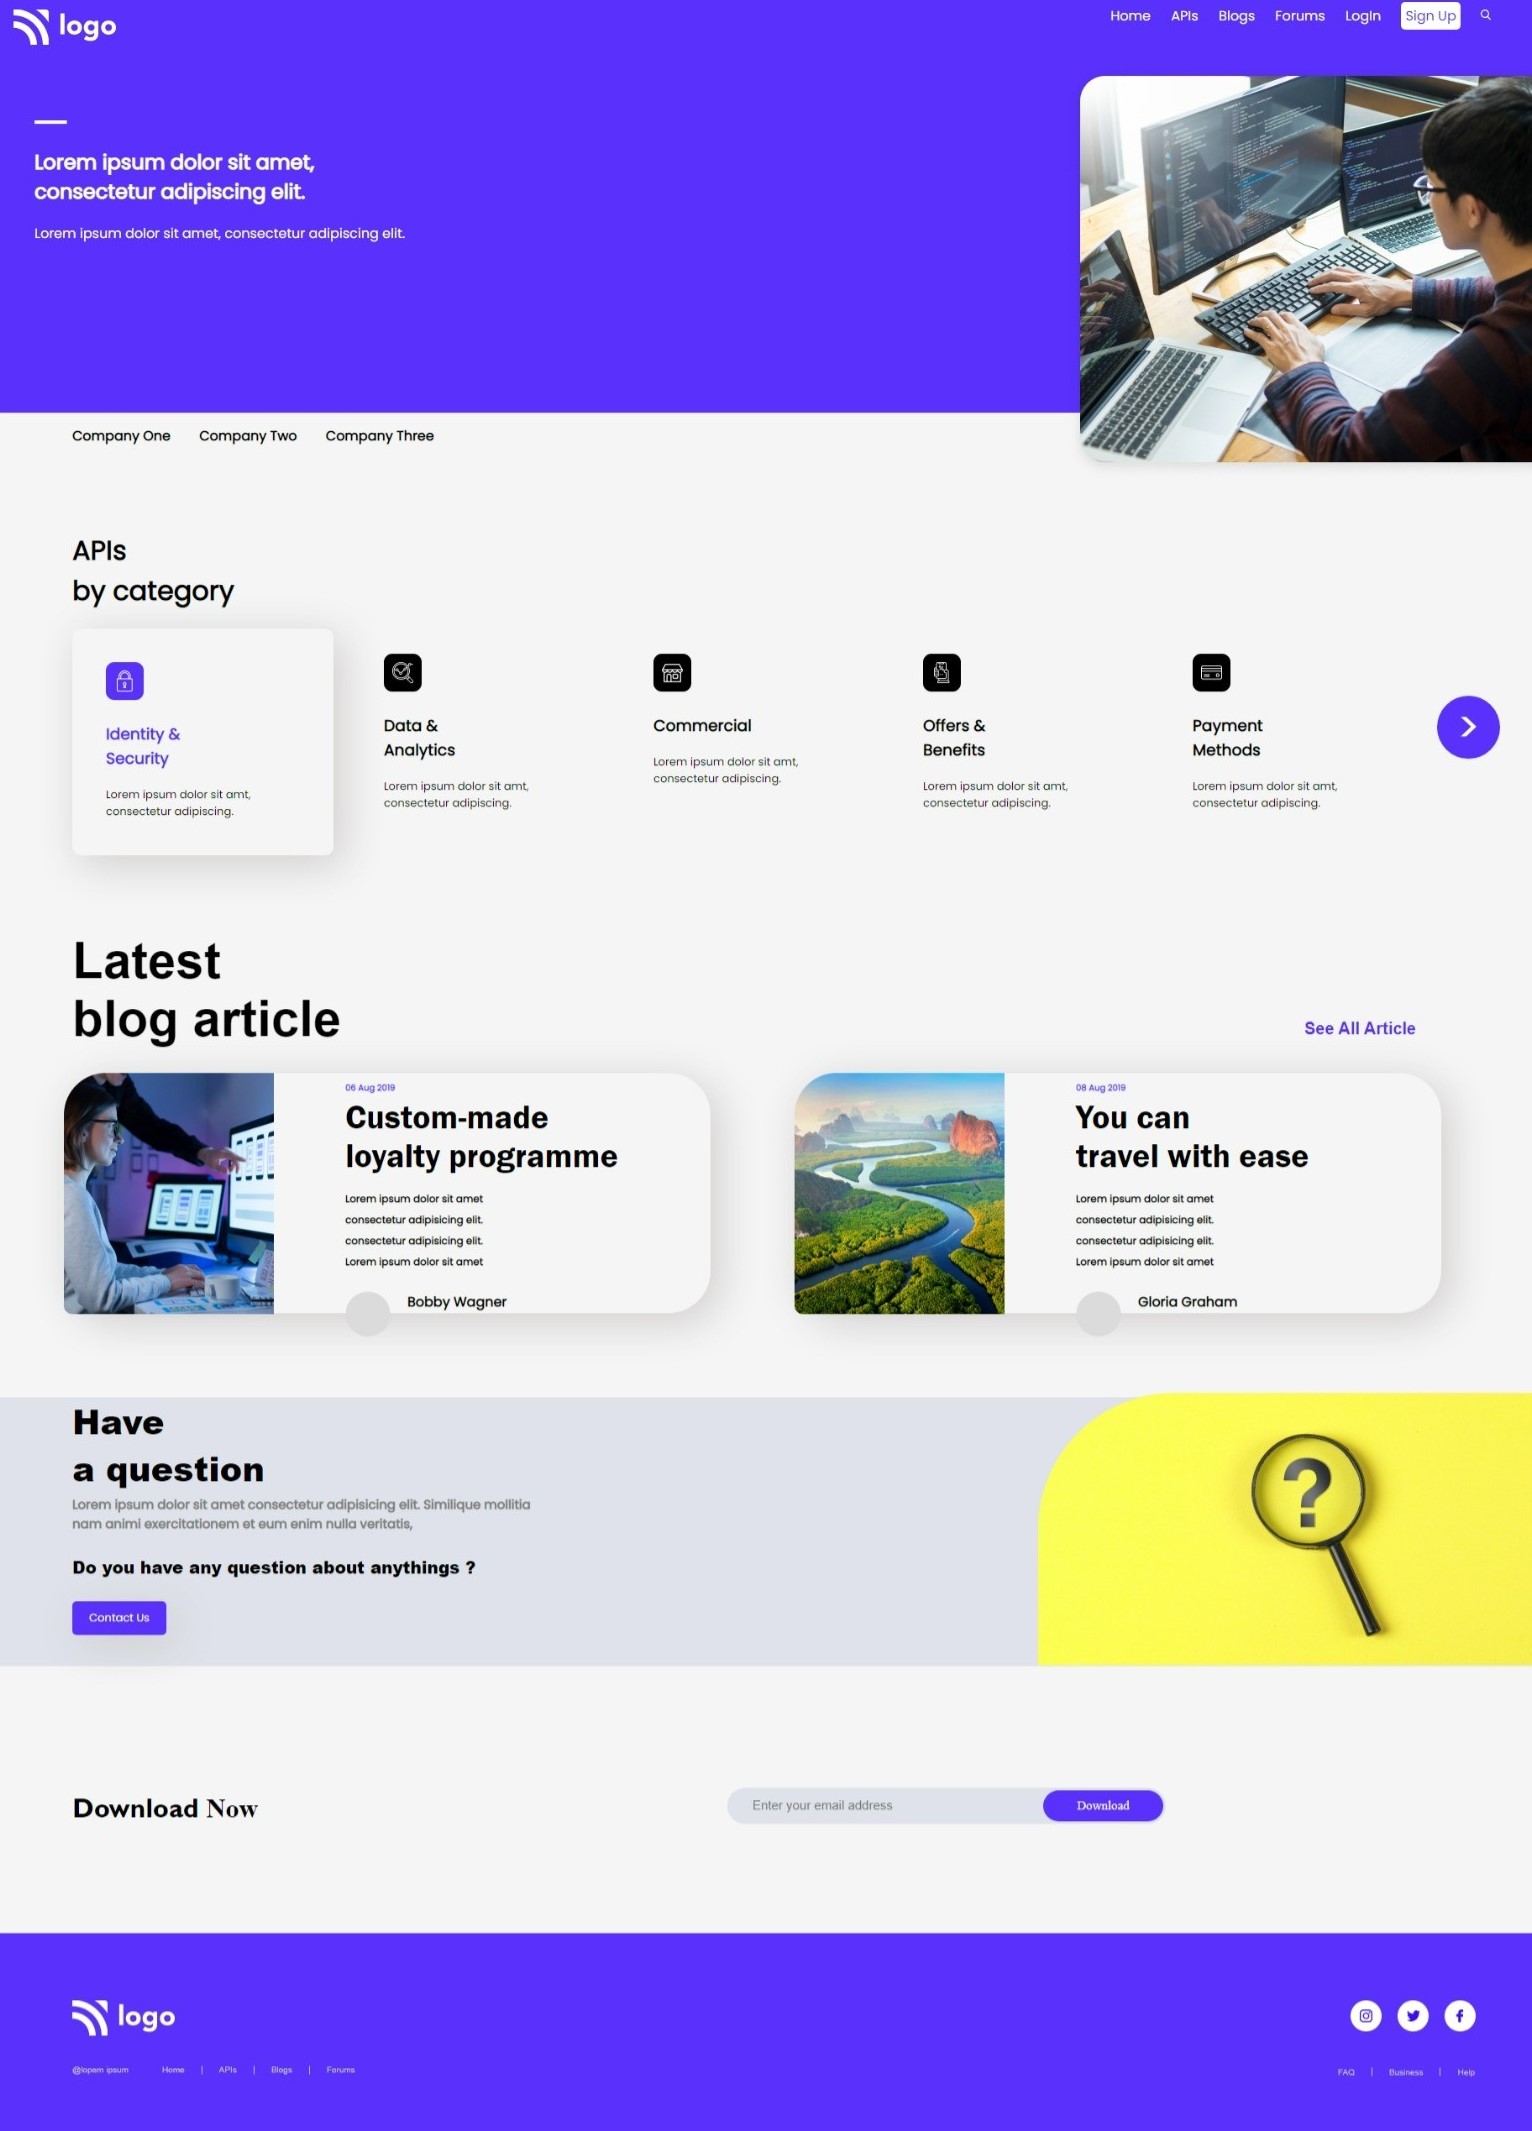 logo
Home APIs Blogs Forums LogIn Sign Up
Lorem ipsum dolor sit amet,
consectetur adipiscing elit.
Lorem ipsum dolor sit amet, consectetur adipiscing elit.
Company One Company Two Company Three
APIs
by category
Identity &
Security
Lorem ipsum dolor sit amt,
consectetur adipiscing.
Data &
Analytics
Lorem ipsum dolor sit amt,
consectetur adipiscing.
Commercial
Lorem ipsum dolor sit amt,
consectetur adipiscing.
Offers &
Benefits
Lorem ipsum dolor sit amt,
consectetur adipiscing.
Payment
Methods
Lorem ipsum dolor sit amt,
consectetur adipiscing.
Latest
blog article
See All Article
06 Aug 2019
Custom-made
loyalty programme
Lorem ipsum dolor sit amet
consectetur adipisicing elit.
consectetur adipisicing elit.
Lorem ipsum dolor sit amet
Bobby Wagner
08 Aug 2019
You can
travel with ease
Lorem ipsum dolor sit amet
consectetur adipisicing elit.
consectetur adipisicing elit.
Lorem ipsum dolor sit amet
Gloria Graham
Have
a question
Lorem ipsum dolor sit amet consectetur adipisicing elit. Similique mollitia
nam animi exercitationem et eum enim nulla veritatis,
Do you have any question about anythings ?
Contact Us
?
Download Now
Enter your email address
Download
logo
@lopem ipsum Home | APIs | Blogs | Forums
FAQ | Business | Help